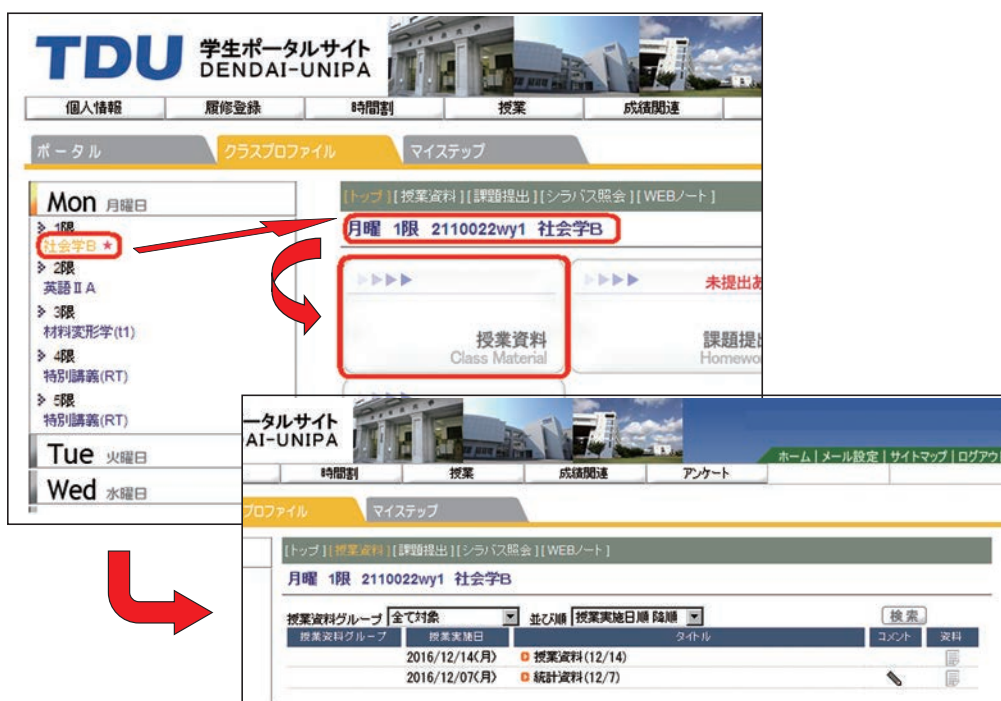 TDU 学生ポータルサイト
DENDAI-UNIPA
個人情報 履修登録 時間割 授業 成績関連
ポータル クラスプロファイル マイステップ
Mon 月曜日
1限
社会学B ★
2限
英語ⅡA
3限
材料変形学(t1)
4限
特別講義(RT)
5限
特別講義(RT)
Tue 火曜日
Wed 水曜日
[トップ][授業資料][課題提出][シラバス照会][WEBノート]
月曜 1限 2110022wy1 社会学B
授業資料
Class Material
未提出あ
課題提出
Homewo
ータルサイト
AI-UNIPA
ホーム | メール設定 | サイトマップ | ログアウ
時間割 授業 成績関連 アンケート
プロファイル マイステップ
[トップ][授業資料][課題提出][シラバス照会][WEBノート]
月曜 1限 2110022wy1 社会学B
授業資料グループ 全て対象 並び順 授業実施日順 降順 検索
授業資料グループ 授業実施日 タイトル コメント 資料
2016/12/14(月) 授業資料(12/14)
2016/12/07(月) 統計資料(12/7)